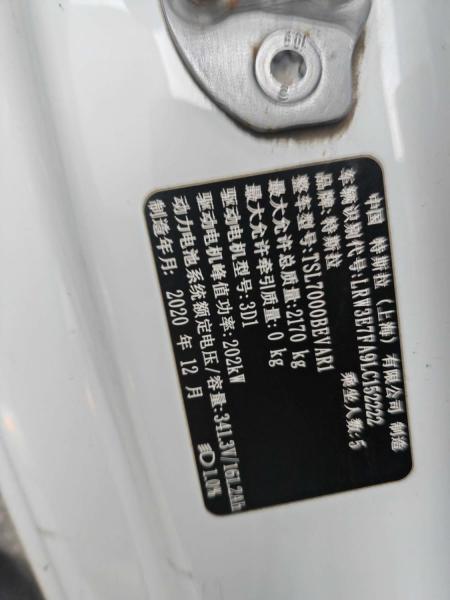 中国 特斯拉（上海）有限公司 制造
车辆识别代号:LRW3E7FA9LC152222
品牌:特斯拉 乘坐人数:5
整车型号:TSL7000BEVAR1
最大允许总质量:2170 kg
最大允许牵引质量:0 kg
驱动电机型号:3D1
驱动电机峰值功率:202kW
动力电池系统额定电压/容量:341.3V/161.2Ah
制造年月: 2020 年 12 月 1.0%